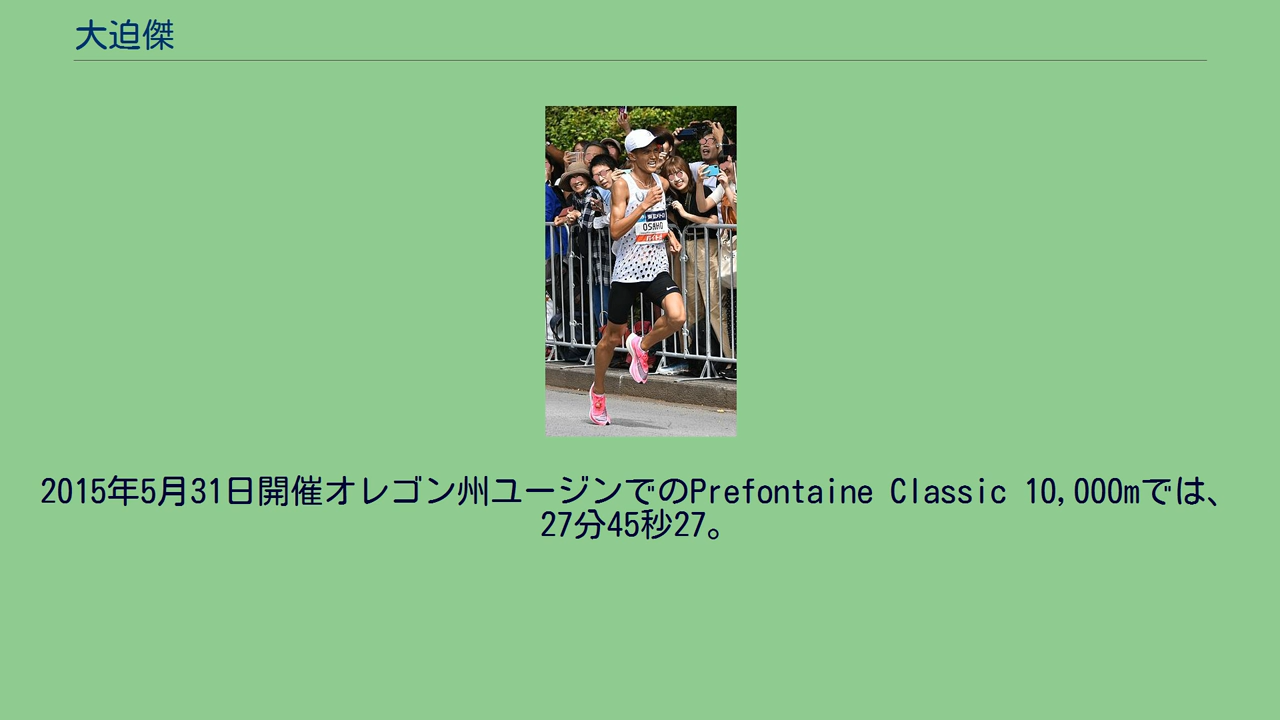 大迫傑
OSAKO
2015年5月31日開催オレゴン州ユージンでのPrefontaine Classic 10,000mでは、
27分45秒27。